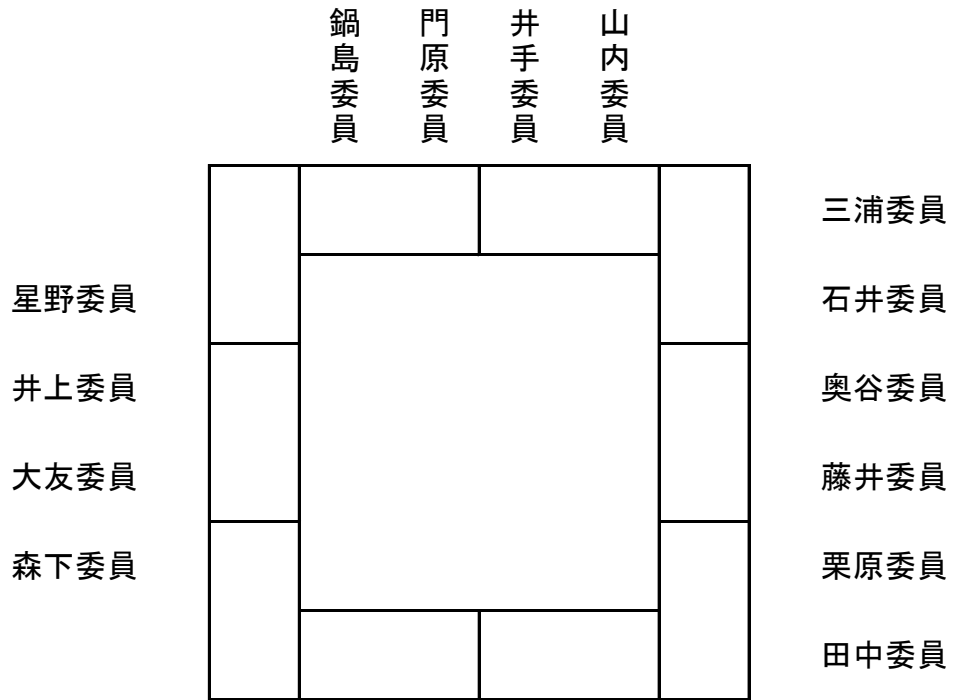 鍋島委員
門原委員
井手委員
山内委員
三浦委員
星野委員
石井委員
井上委員
奥谷委員
大友委員
藤井委員
森下委員
栗原委員
田中委員